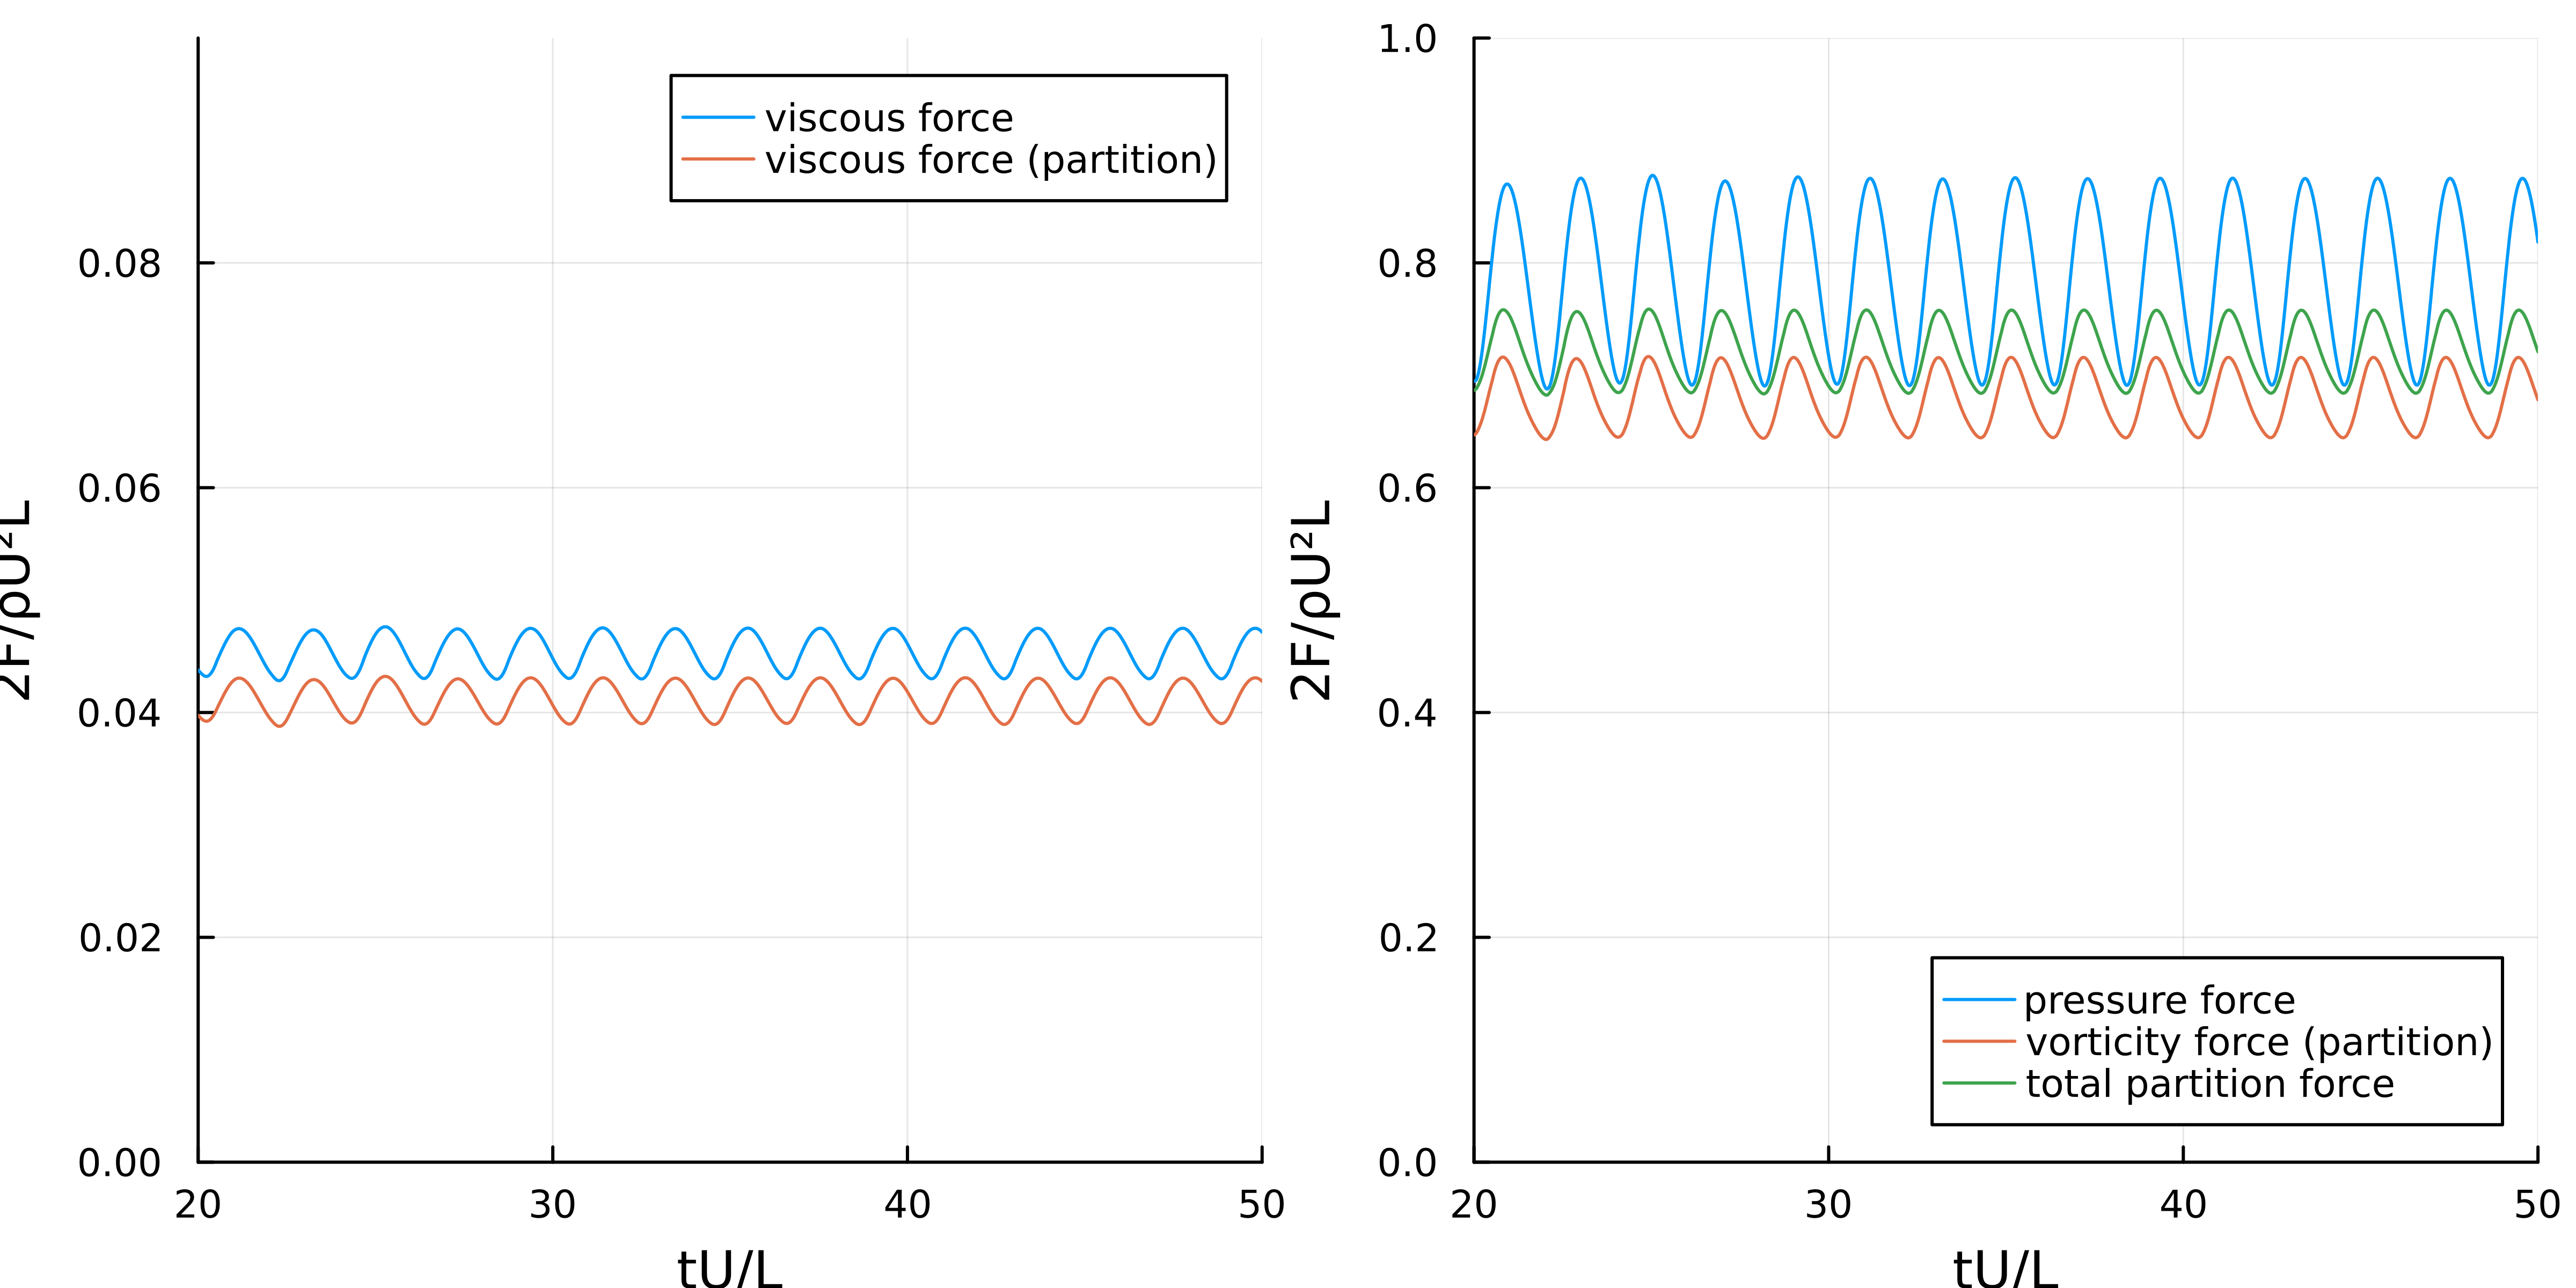 2F/ρU²L
0.08
0.06
0.04
0.02
0.00
20
30
40
50
tU/L
viscous force
viscous force (partition)
2F/ρU²L
1.0
0.8
0.6
0.4
0.2
0.0
20
30
40
50
tU/L
pressure force
vorticity force (partition)
total partition force